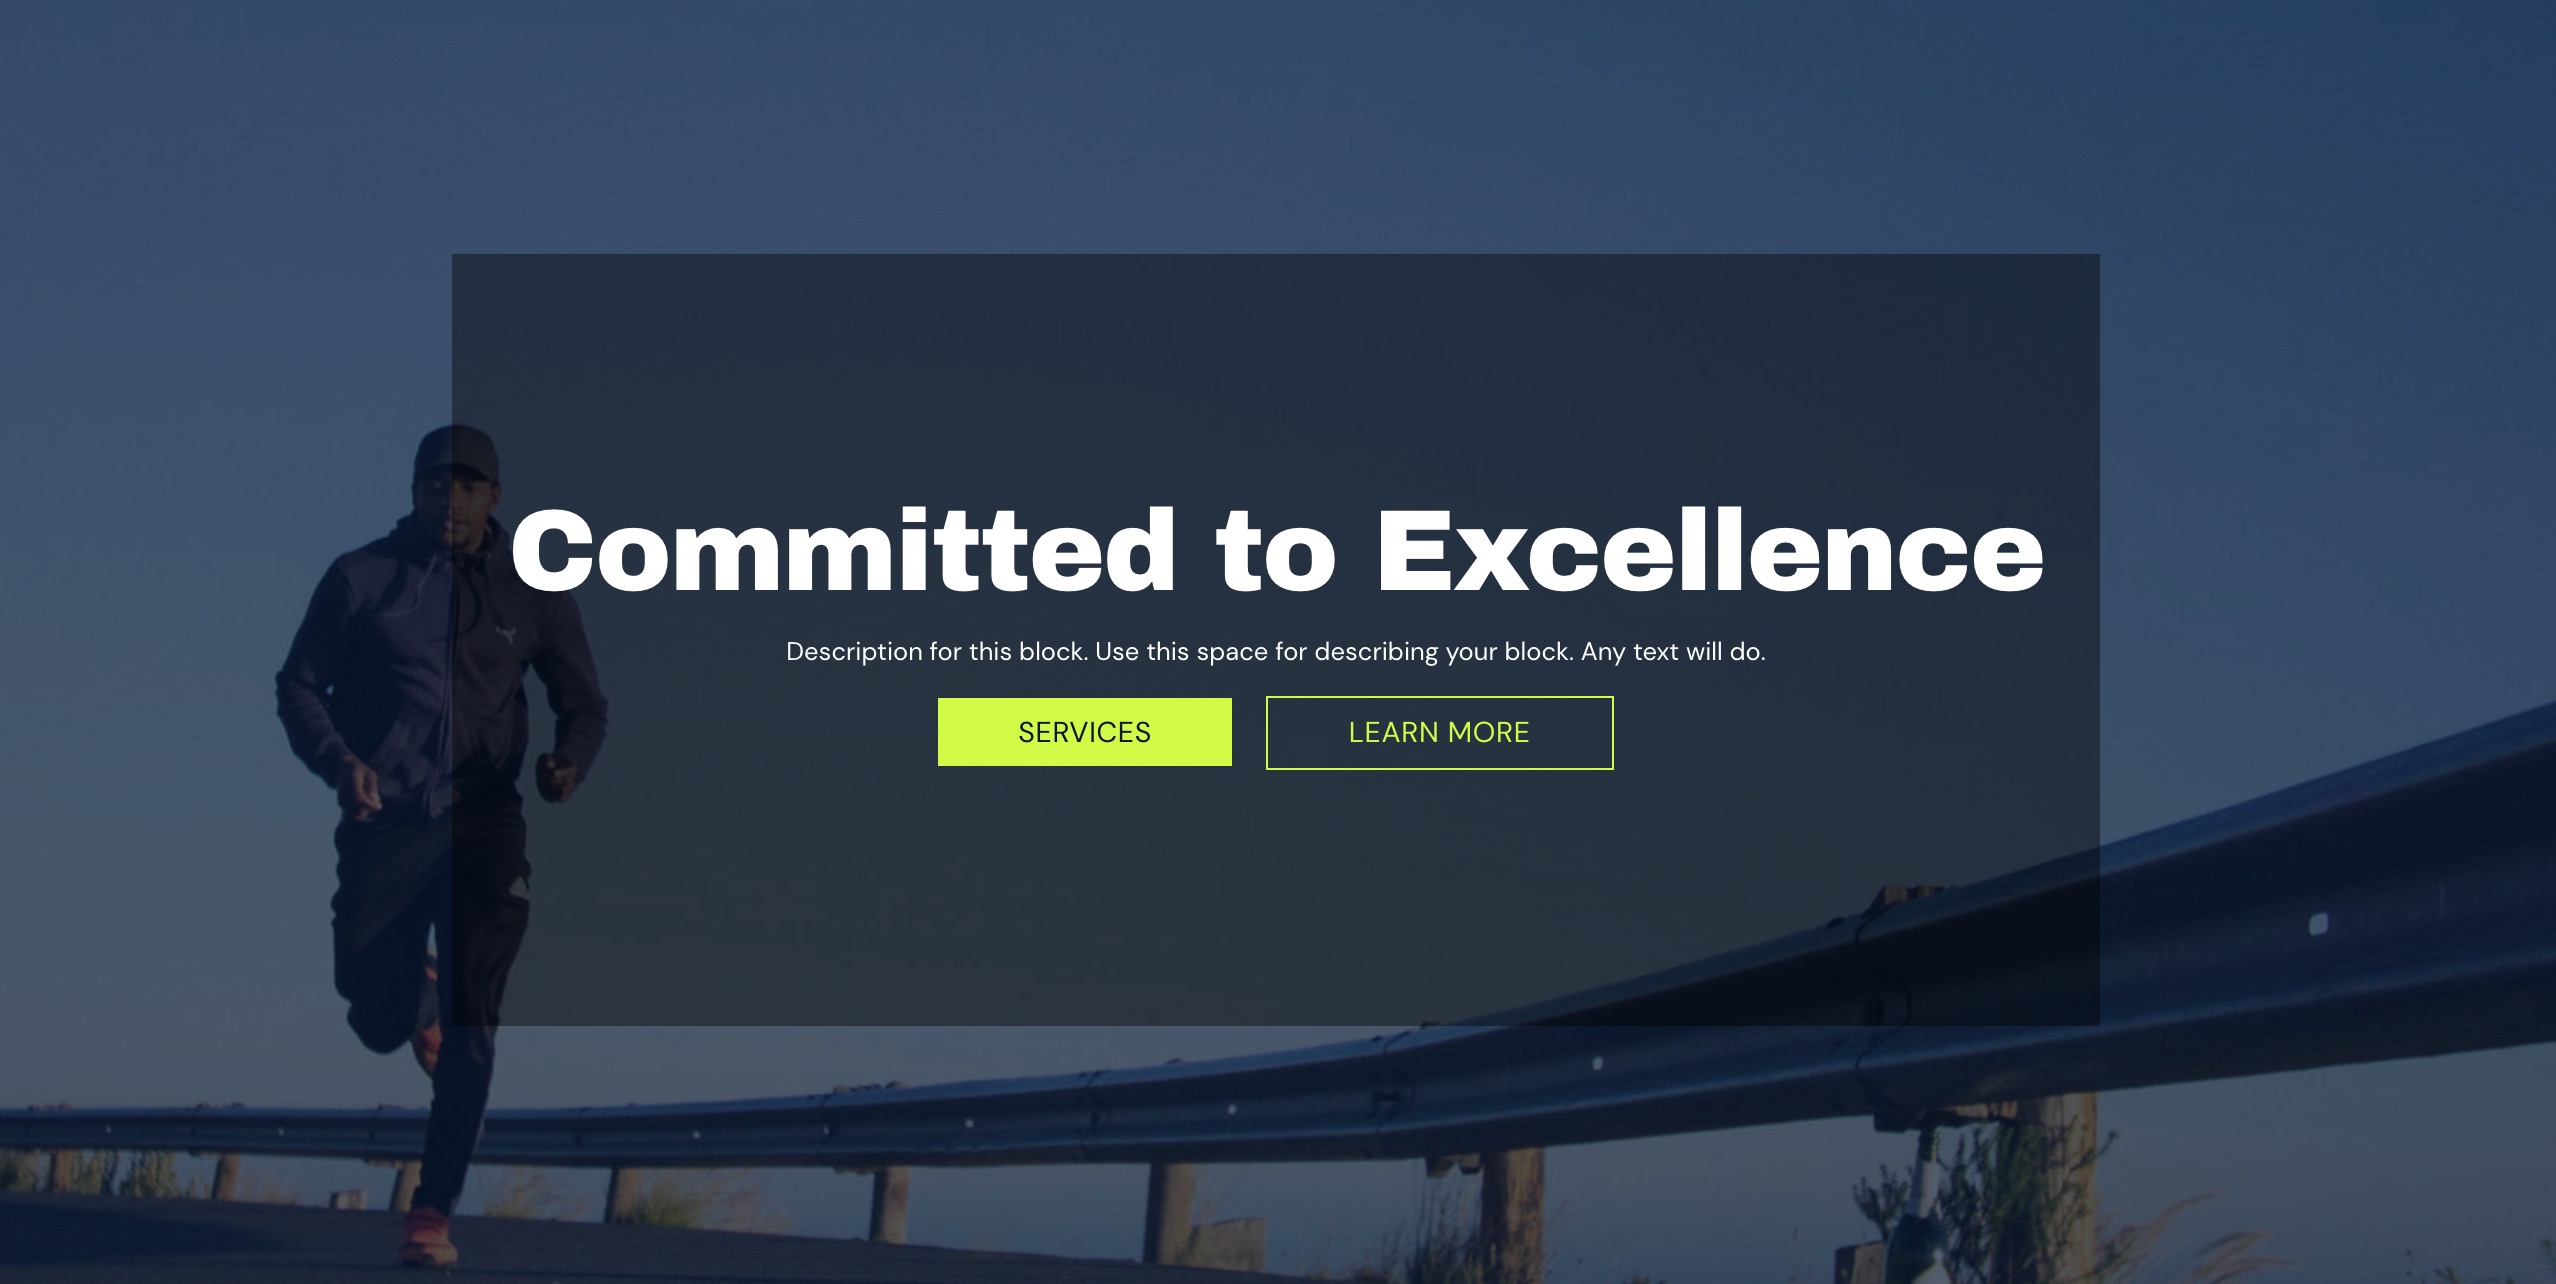 Committed to Excellence
Description for this block. Use this space for describing your block. Any text will do.
SERVICES
LEARN MORE